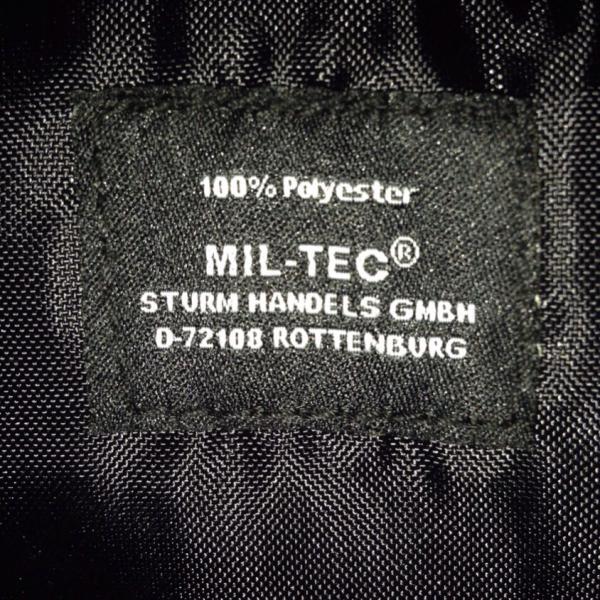 100% Polyester
MIL-TEC®
STURM HANDELS GMBH
D-72108 ROTTENBURG